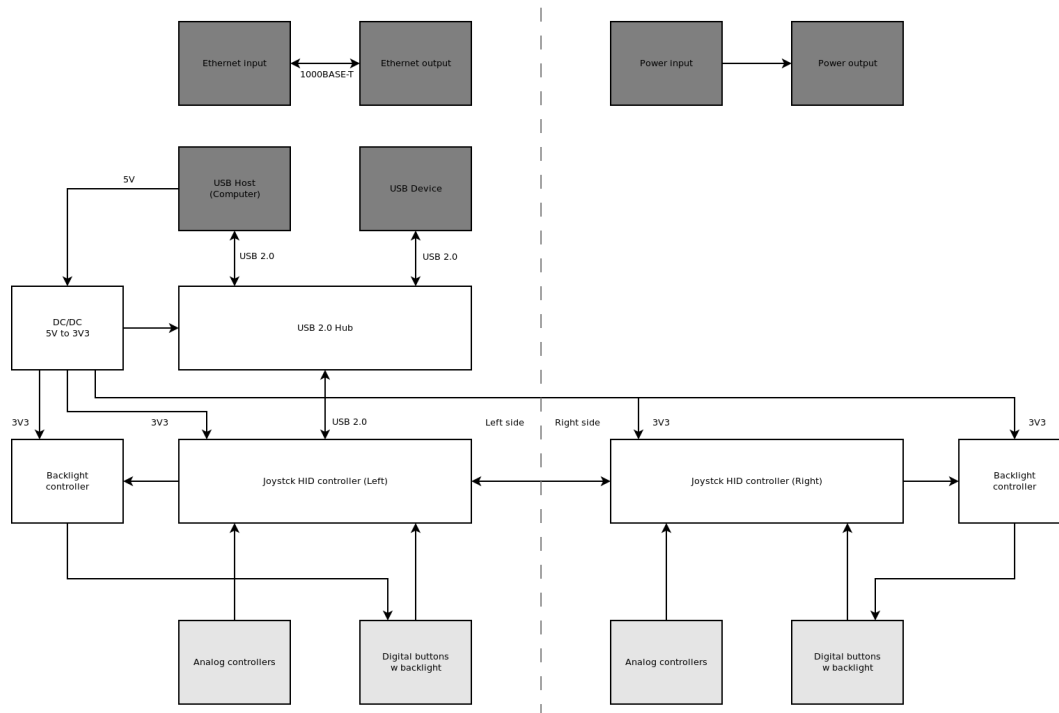 Ethernet input
1000BASE-T
Ethernet output
Power input
Power output
5V
USB Host
(Computer)
USB Device
USB 2.0
USB 2.0
DC/DC
5V to 3V3
USB 2.0 Hub
3V3
3V3
USB 2.0
Left side
Right side
3V3
3V3
Backlight
controller
Joystck HID controller (Left)
Joystck HID controller (Right)
Backlight
controller
Analog controllers
Digital buttons
w backlight
Analog controllers
Digital buttons
w backlight